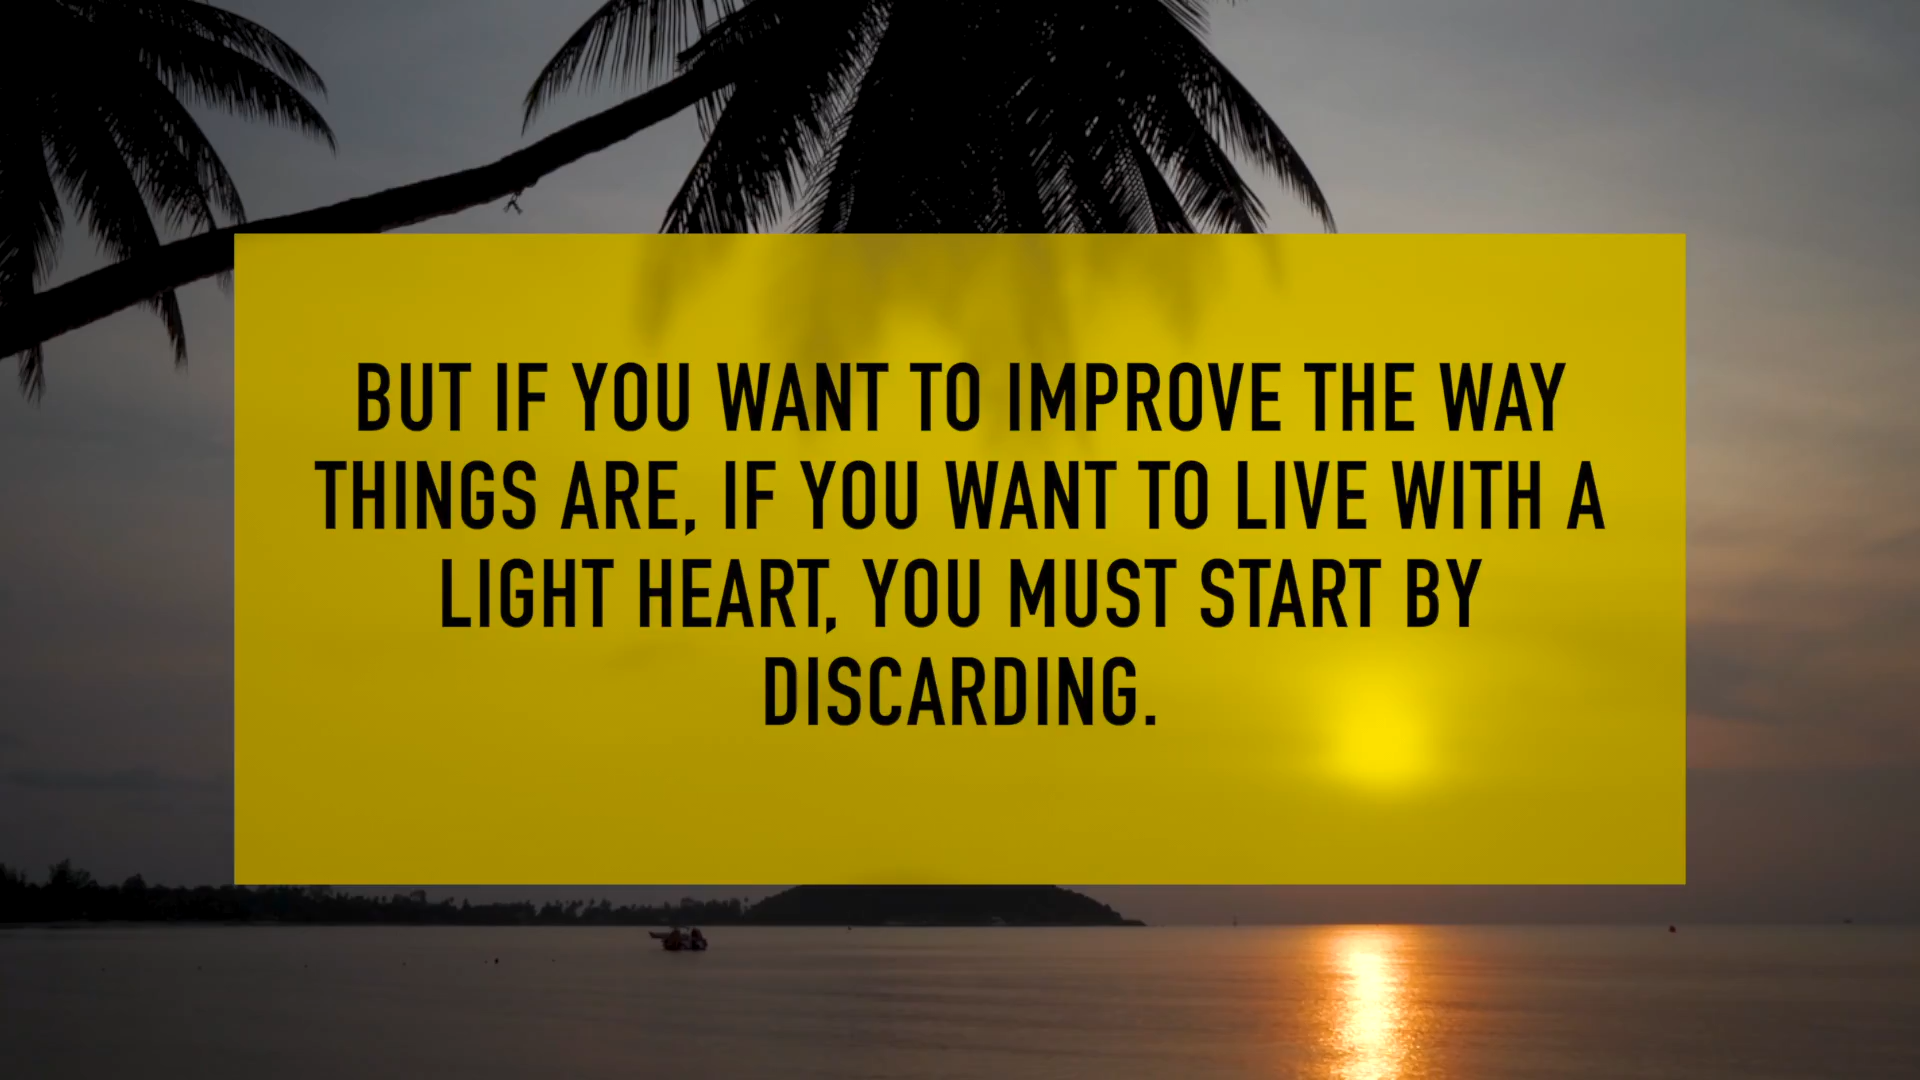 BUT IF YOU WANT TO IMPROVE THE WAY
THINGS ARE, IF YOU WANT TO LIVE WITH A
LIGHT HEART, YOU MUST START BY
DISCARDING.